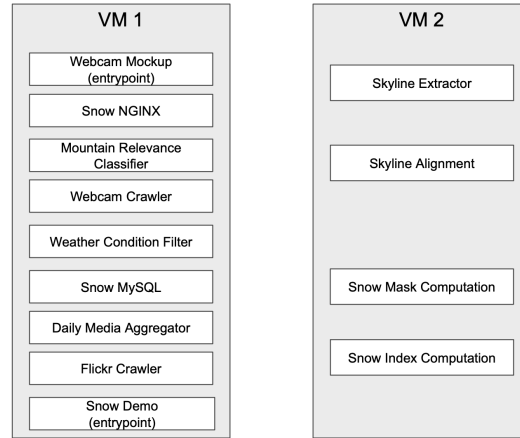 VM 1
Webcam Mockup
(entrypoint)
Snow NGINX
Mountain Relevance
Classifier
Webcam Crawler
Weather Condition Filter
Snow MySQL
Daily Media Aggregator
Flickr Crawler
Snow Demo
(entrypoint)
VM 2
Skyline Extractor
Skyline Alignment
Snow Mask Computation
Snow Index Computation